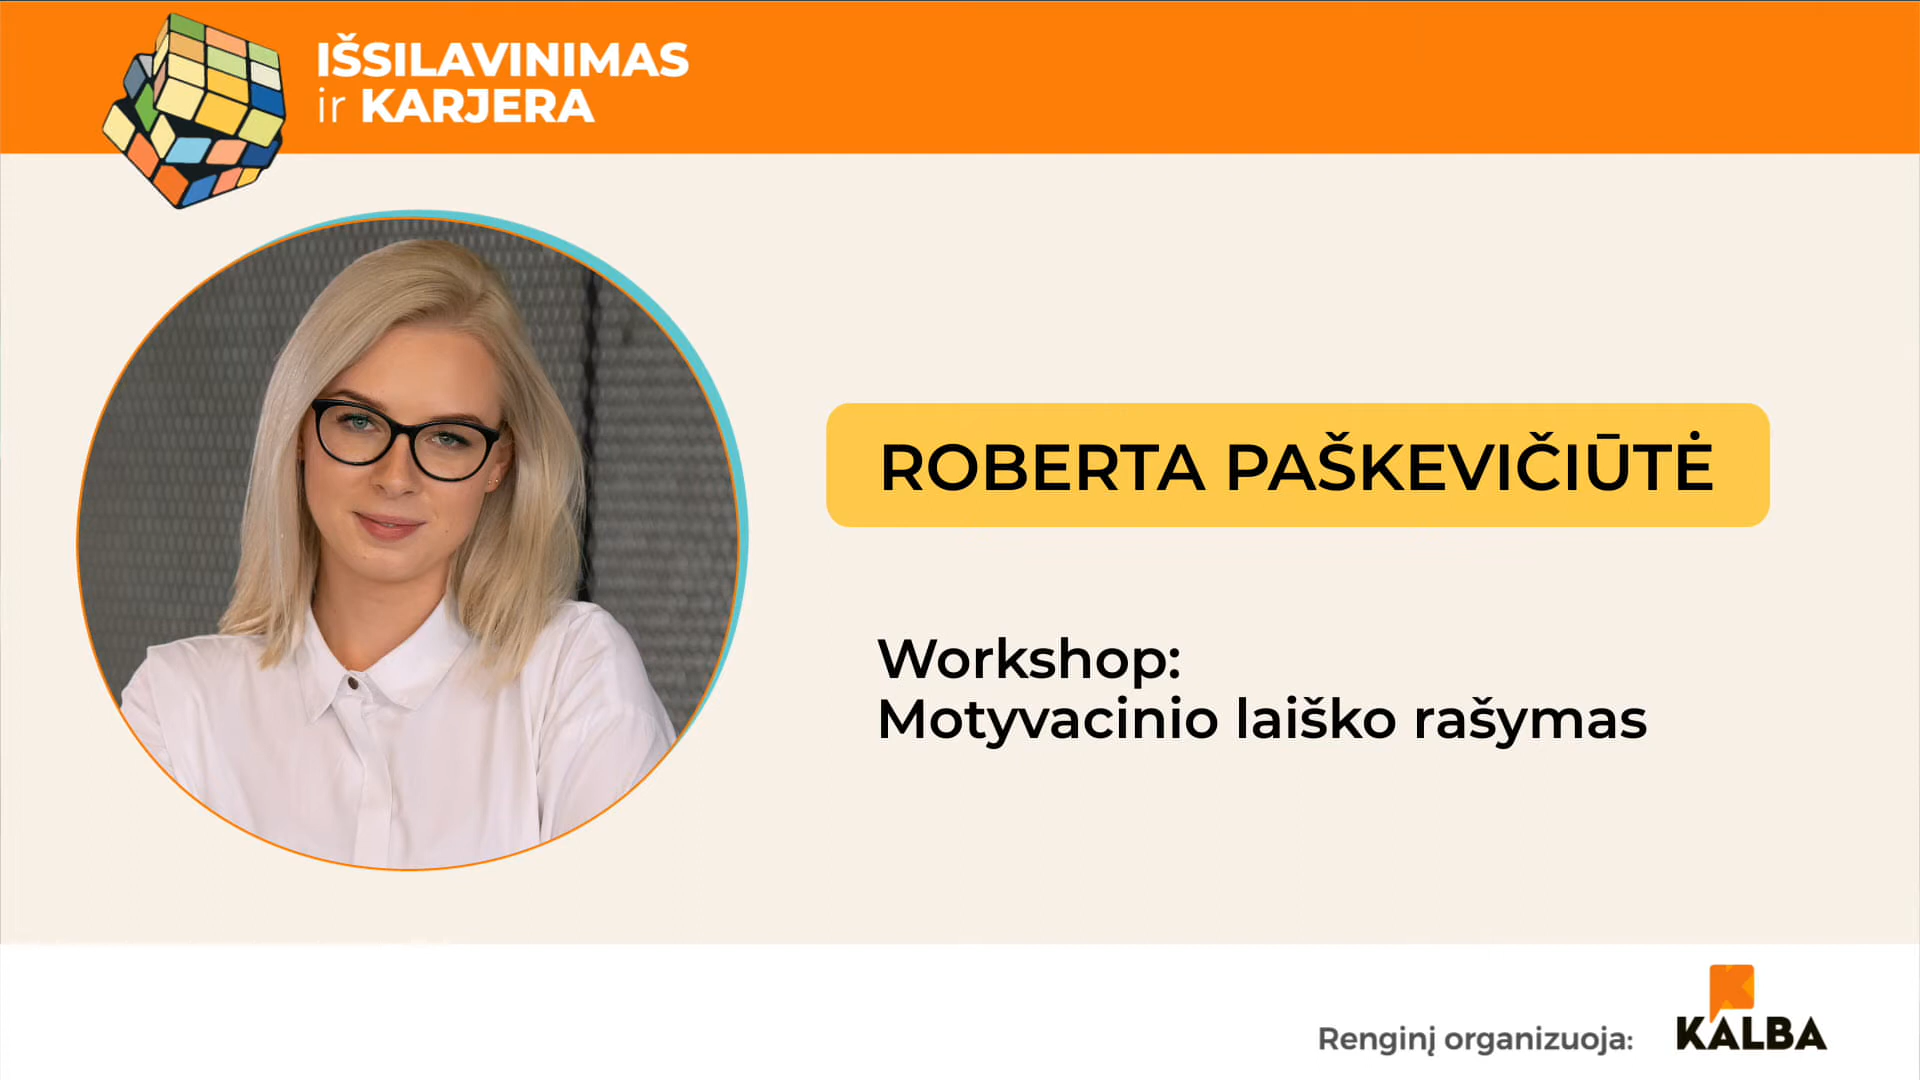 IŠSILAVINIMAS
ir KARJERA
ROBERTA PAŠKEVIČIŪTĖ
Workshop:
Motyvacinio laiško rašymas
Renginį organizuoja:
KALBA